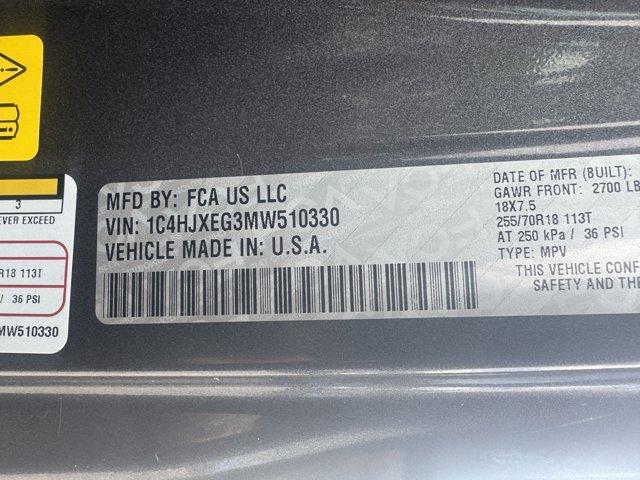 3
EVER EXCEED
R18 113T
/ 36 PSI
MW510330
MFD BY: FCA US LLC
VIN: 1C4HJXEG3MW510330
VEHICLE MADE IN: U.S.A.
DATE OF MFR (BUILT):
GAWR FRONT: 2700 LB
18X7.5
255/70R18 113T
AT 250 kPa / 36 PSI
TYPE: MPV
THIS VEHICLE CONF
SAFETY AND THE